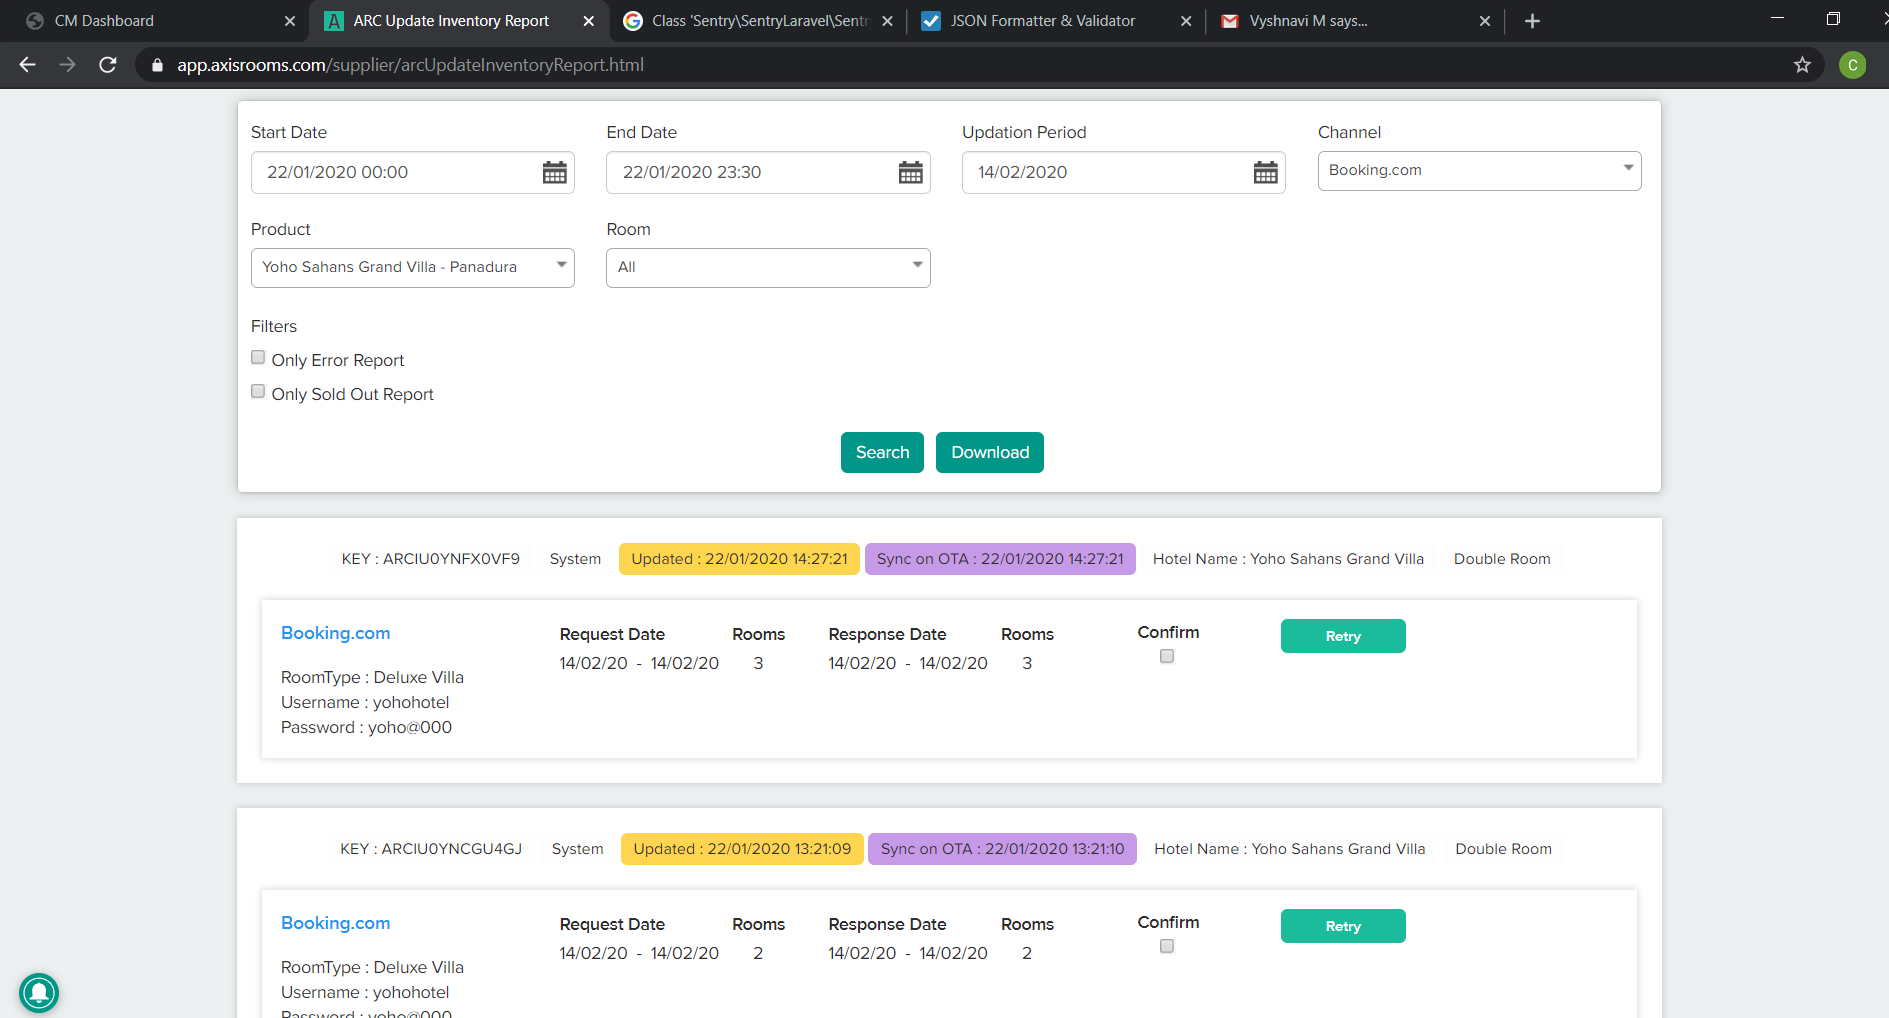 CM Dashboard
ARC Update Inventory Report
Class 'Sentry\SentryLaravel\Sentr
JSON Formatter & Validator
Vyshnavi M says...
app.axisrooms.com/supplier/arcUpdateInventoryReport.html
C
Start Date End Date Updation Period Channel
22/01/2020 00:00 22/01/2020 23:30 14/02/2020 Booking.com
Product Room
Yoho Sahans Grand Villa - Panadura All
Filters
Only Error Report
Only Sold Out Report
Search Download
KEY : ARCIU0YNFX0VF9 System Updated : 22/01/2020 14:27:21 Sync on OTA : 22/01/2020 14:27:21 Hotel Name : Yoho Sahans Grand Villa Double Room
Booking.com Request Date Rooms Response Date Rooms Confirm Retry
14/02/20 - 14/02/20 3 14/02/20 - 14/02/20 3
RoomType : Deluxe Villa
Username : yohohotel
Password : yoho@000
KEY : ARCIU0YNCGU4GJ System Updated : 22/01/2020 13:21:09 Sync on OTA : 22/01/2020 13:21:10 Hotel Name : Yoho Sahans Grand Villa Double Room
Booking.com Request Date Rooms Response Date Rooms Confirm Retry
14/02/20 - 14/02/20 2 14/02/20 - 14/02/20 2
RoomType : Deluxe Villa
Username : yohohotel
Password : yoho@000